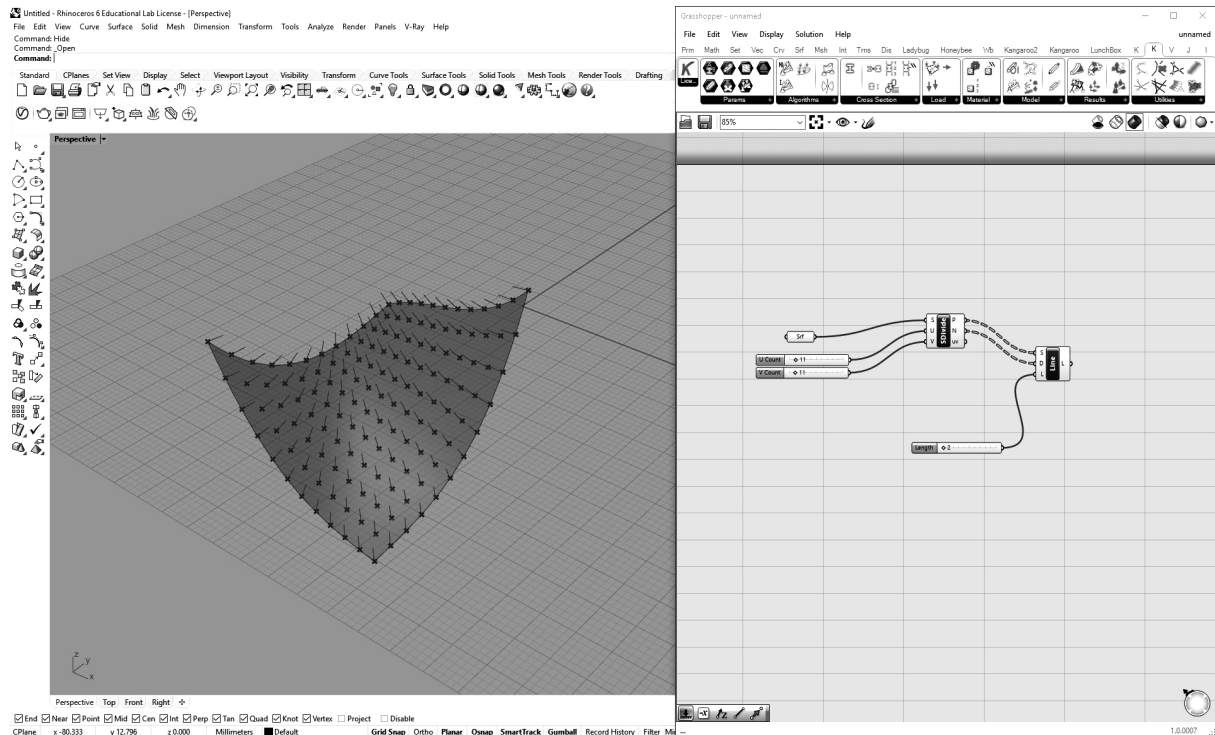 Untitled - Rhinoceros 6 Educational Lab License - [Perspective]
File Edit View Curve Surface Solid Mesh Dimension Transform Tools Analyze Render Panels V-Ray Help
Command: Hide
Command: _Open
Command:
Standard CPlanes Set View Display Select Viewport Layout Visibility Transform Curve Tools Surface Tools Solid Tools Mesh Tools Render Tools Drafting
Perspective
z
y
x
Perspective Top Front Right
End Near Point Mid Cen Int Perp Tan Quad Knot Vertex Project Disable
CPlane x -80.333 y 12.796 z 0.000 Millimeters Default Grid Snap Ortho Planar Osnap SmartTrack Gumball Record History Filter
Grasshopper - unnamed
File Edit View Display Solution Help unnamed
Prm Math Set Vec Crv Srf Msh Int Trns Dis Ladybug Honeybee Wb Kangaroo2 Kangaroo LunchBox K K V J I
Lice...
Params Algorithms Cross Section Load Material Model Results Utilities
85%
Srf
U Count 11
V Count 11
S U V SDivide P N uv
S D L Line L
Length 2
1.0.0007